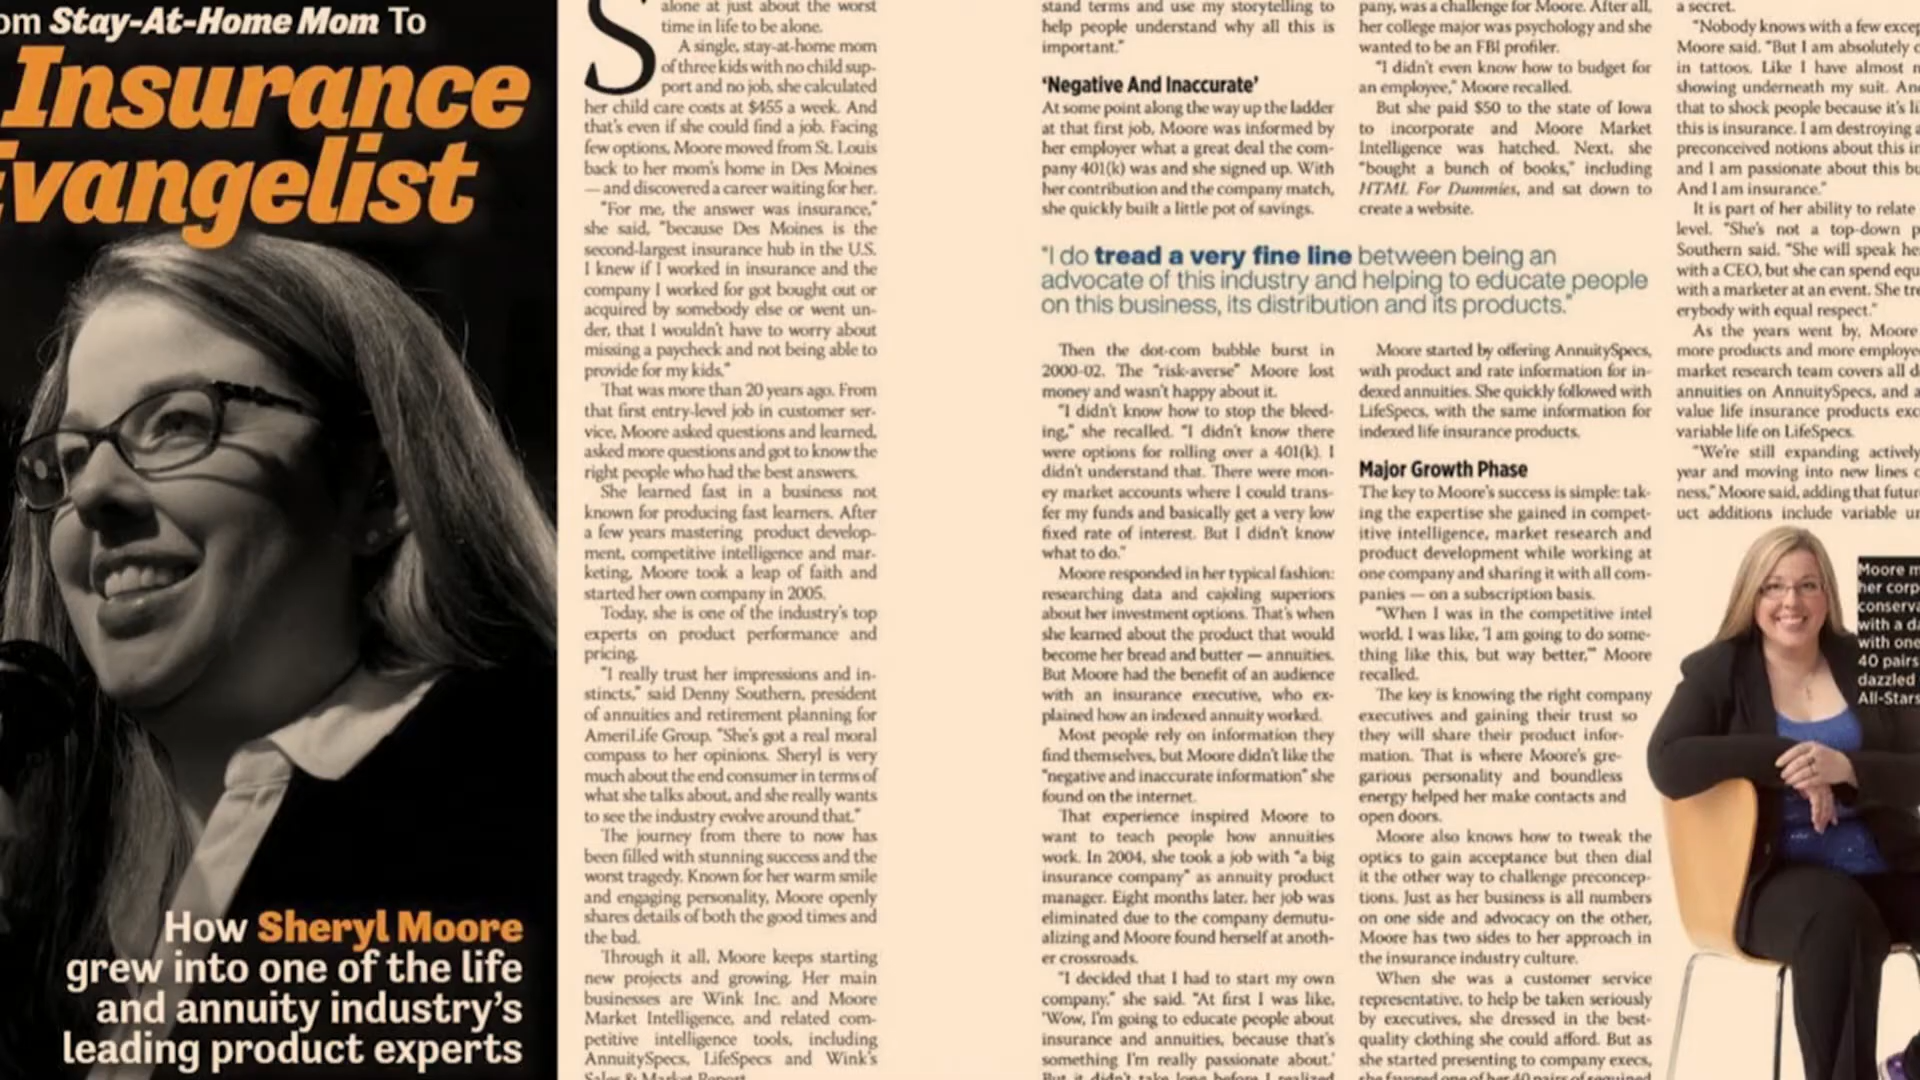 om Stay-At-Home Mom To
Insurance
Evangelist
How Sheryl Moore
grew into one of the life
and annuity industry's
leading product experts
S
alone at just about the worst
time in life to be alone.
A single, stay-at-home mom
of three kids with no child sup-
port and no job, she calculated
her child care costs at $455 a week. And
that's even if she could find a job. Facing
few options, Moore moved from St. Louis
back to her mom's home in Des Moines
— and discovered a career waiting for her.
"For me, the answer was insurance,"
she said, "because Des Moines is the
second-largest insurance hub in the U.S.
I knew if I worked in insurance and the
company I worked for got bought out or
acquired by somebody else or went un-
der, that I wouldn't have to worry about
missing a paycheck and not being able to
provide for my kids."
That was more than 20 years ago. From
that first entry-level job in customer ser-
vice, Moore asked questions and learned,
asked more questions and got to know the
right people who had the best answers.
She learned fast in a business not
known for producing fast learners. After
a few years mastering product develop-
ment, competitive intelligence and mar-
keting, Moore took a leap of faith and
started her own company in 2005.
Today, she is one of the industry's top
experts on product performance and
pricing.
"I really trust her impressions and in-
stincts," said Denny Southern, president
of annuities and retirement planning for
AmeriLife Group. "She's got a real moral
compass to her opinions. Sheryl is very
much about the end consumer in terms of
what she talks about, and she really wants
to see the industry evolve around that."
The journey from there to now has
been filled with stunning success and the
worst tragedy. Known for her warm smile
and engaging personality, Moore openly
shares details of both the good times and
the bad.
Through it all, Moore keeps starting
new projects and growing. Her main
businesses are Wink Inc. and Moore
Market Intelligence, and related com-
petitive intelligence tools, including
AnnuitySpecs, LifeSpecs and Wink's
Sales & Market Report.
stand terms and use my storytelling to
help people understand why all this is
important."
'Negative And Inaccurate'
At some point along the way up the ladder
at that first job, Moore was informed by
her employer what a great deal the com-
pany 401(k) was and she signed up. With
her contribution and the company match,
she quickly built a little pot of savings.
pany, was a challenge for Moore. After all,
her college major was psychology and she
wanted to be an FBI profiler.
"I didn't even know how to budget for
an employee," Moore recalled.
But she paid $50 to the state of Iowa
to incorporate and Moore Market
Intelligence was hatched. Next, she
"bought a bunch of books," including
HTML For Dummies, and sat down to
create a website.
"I do tread a very fine line between being an
advocate of this industry and helping to educate people
on this business, its distribution and its products."
Then the dot-com bubble burst in
2000-02. The "risk-averse" Moore lost
money and wasn't happy about it.
"I didn't know how to stop the bleed-
ing," she recalled. "I didn't know there
were options for rolling over a 401(k). I
didn't understand that. There were mon-
ey market accounts where I could trans-
fer my funds and basically get a very low
fixed rate of interest. But I didn't know
what to do."
Moore responded in her typical fashion:
researching data and cajoling superiors
about her investment options. That's when
she learned about the product that would
become her bread and butter — annuities.
But Moore had the benefit of an audience
with an insurance executive, who ex-
plained how an indexed annuity worked.
Most people rely on information they
find themselves, but Moore didn't like the
"negative and inaccurate information" she
found on the internet.
That experience inspired Moore to
want to teach people how annuities
work. In 2004, she took a job with "a big
insurance company" as annuity product
manager. Eight months later, her job was
eliminated due to the company demutu-
alizing and Moore found herself at anoth-
er crossroads.
"I decided that I had to start my own
company," she said. "At first I was like,
'Wow, I'm going to educate people about
insurance and annuities, because that's
something I'm really passionate about.'
But it didn't take long before I realized
Moore started by offering AnnuitySpecs,
with product and rate information for in-
dexed annuities. She quickly followed with
LifeSpecs, with the same information for
indexed life insurance products.
Major Growth Phase
The key to Moore's success is simple: tak-
ing the expertise she gained in compet-
itive intelligence, market research and
product development while working at
one company and sharing it with all com-
panies — on a subscription basis.
"When I was in the competitive intel
world, I was like, 'I am going to do some-
thing like this, but way better,'" Moore
recalled.
The key is knowing the right company
executives and gaining their trust so
they will share their product infor-
mation. That is where Moore's gre-
garious personality and boundless
energy helped her make contacts and
open doors.
Moore also knows how to tweak the
optics to gain acceptance but then dial
it the other way to challenge preconcep-
tions. Just as her business is all numbers
on one side and advocacy on the other,
Moore has two sides to her approach in
the insurance industry culture.
When she was a customer service
representative, to help be taken seriously
by executives, she dressed in the best-
quality clothing she could afford. But as
she started presenting to company execs,
she favored one of her 40 pairs of sequined
a secret.
"Nobody knows with a few excep
Moore said. "But I am absolutely c
in tattoos. Like I have almost n
showing underneath my suit. And
that to shock people because it's li
this is insurance. I am destroying a
preconceived notions about this in
and I am passionate about this bu
And I am insurance."
It is part of her ability to relate
level. "She's not a top-down p
Southern said. "She will speak he
with a CEO, but she can spend equ
with a marketer at an event. She tre
erybody with equal respect."
As the years went by, Moore
more products and more employee
market research team covers all d
annuities on AnnuitySpecs, and a
value life insurance products exc
variable life on LifeSpecs.
"We're still expanding actively
year and moving into new lines o
ness," Moore said, adding that futur
uct additions include variable un
Moore m
her corp
conserva
with a da
with one
40 pairs
dazzled
All-Stars